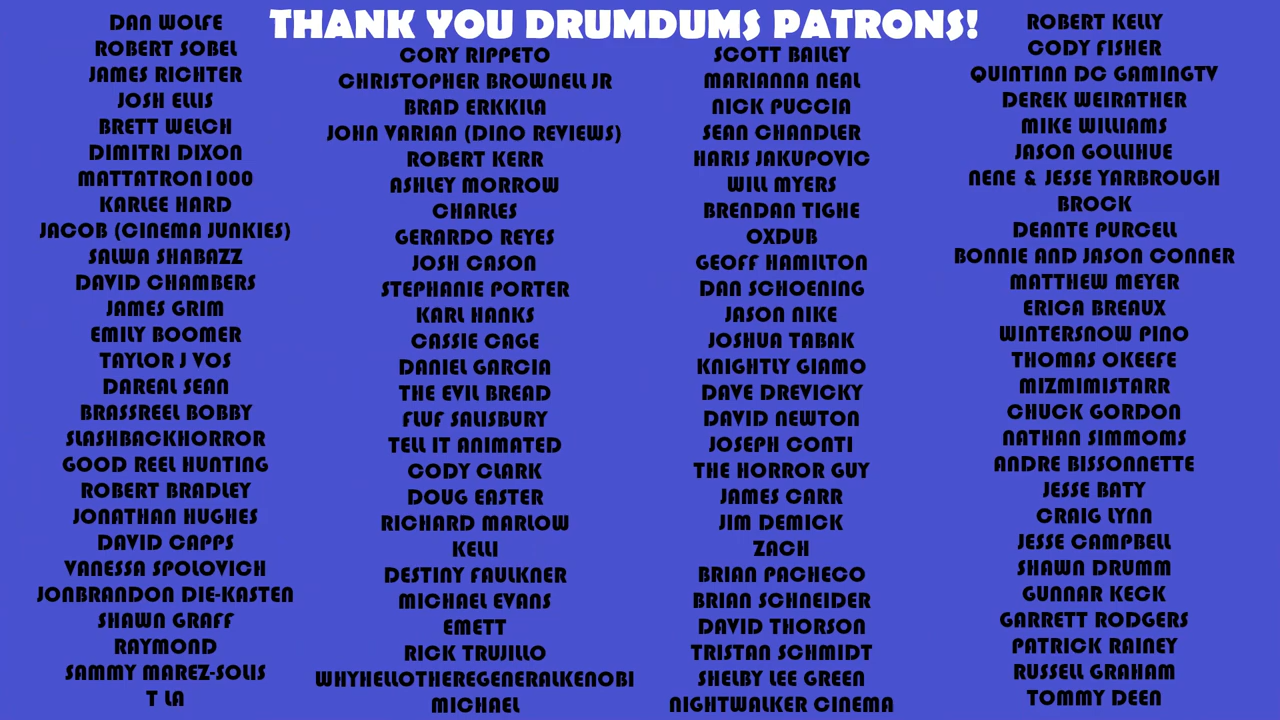 THANK YOU DRUMDUMS PATRONS!
DAN WOLFE
ROBERT SOBEL
JAMES RICHTER
JOSH ELLIS
BRETT WELCH
DIMITRI DIXON
MATTATRON1000
KARLEE HARD
JACOB (CINEMA JUNKIES)
SALWA SHABAZZ
DAVID CHAMBERS
JAMES GRIM
EMILY BOOMER
TAYLOR J VOS
DAREAL SEAN
BRASSREEL BOBBY
SLASHBACKHORROR
GOOD REEL HUNTING
ROBERT BRADLEY
JONATHAN HUGHES
DAVID CAPPS
VANESSA SPOLOVICH
JONBRANDON DIE-KASTEN
SHAWN GRAFF
RAYMOND
SAMMY MAREZ-SOLIS
T LA
CORY RIPPETO
CHRISTOPHER BROWNELL JR
BRAD ERKKILA
JOHN VARIAN (DINO REVIEWS)
ROBERT KERR
ASHLEY MORROW
CHARLES
GERARDO REYES
JOSH CASON
STEPHANIE PORTER
KARL HANKS
CASSIE CAGE
DANIEL GARCIA
THE EVIL BREAD
FLUF SALISBURY
TELL IT ANIMATED
CODY CLARK
DOUG EASTER
RICHARD MARLOW
KELLI
DESTINY FAULKNER
MICHAEL EVANS
EMETT
RICK TRUJILLO
WHYHELLOTHEREGENERALKENOBI
MICHAEL
SCOTT BAILEY
MARIANNA NEAL
NICK PUCCIA
SEAN CHANDLER
HARIS JAKUPOVIC
WILL MYERS
BRENDAN TIGHE
OXDUB
GEOFF HAMILTON
DAN SCHOENING
JASON NIKE
JOSHUA TABAK
KNIGHTLY GIAMO
DAVE DREVICKY
DAVID NEWTON
JOSEPH CONTI
THE HORROR GUY
JAMES CARR
JIM DEMICK
ZACH
BRIAN PACHECO
BRIAN SCHNEIDER
DAVID THORSON
TRISTAN SCHMIDT
SHELBY LEE GREEN
NIGHTWALKER CINEMA
ROBERT KELLY
CODY FISHER
QUINTINN DC GAMINGTV
DEREK WEIRATHER
MIKE WILLIAMS
JASON GOLLIHUE
NENE & JESSE YARBROUGH
BROCK
DEANTE PURCELL
BONNIE AND JASON CONNER
MATTHEW MEYER
ERICA BREAUX
WINTERSNOW PINO
THOMAS OKEEFE
MIZMIMISTARR
CHUCK GORDON
NATHAN SIMMOMS
ANDRE BISSONNETTE
JESSE BATY
CRAIG LYNN
JESSE CAMPBELL
SHAWN DRUMM
GUNNAR KECK
GARRETT RODGERS
PATRICK RAINEY
RUSSELL GRAHAM
TOMMY DEEN